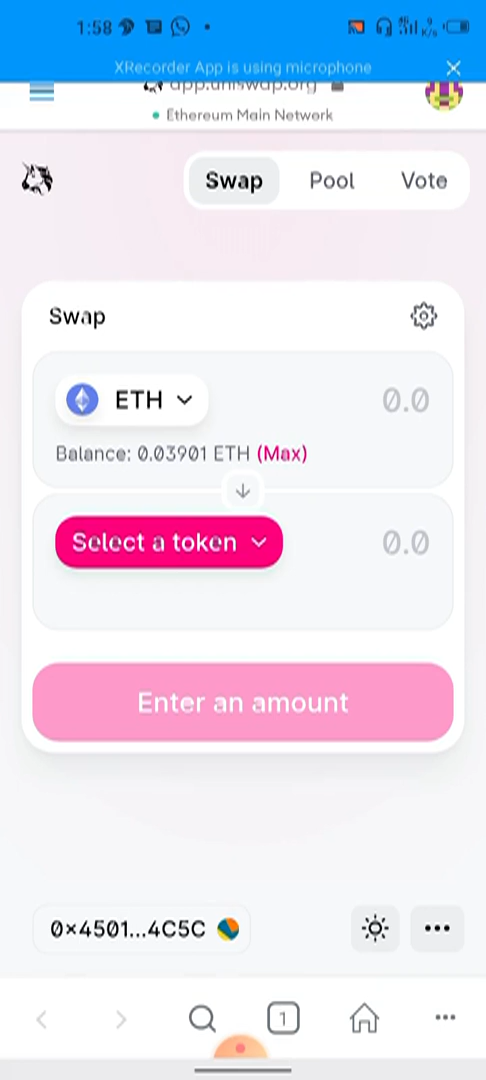 1:58
XRecorder App is using microphone
app.uniswap.org
Ethereum Main Network
Swap Pool Vote
Swap
ETH 0.0
Balance: 0.03901 ETH (Max)
Select a token 0.0
Enter an amount
0x4501...4C5C
1